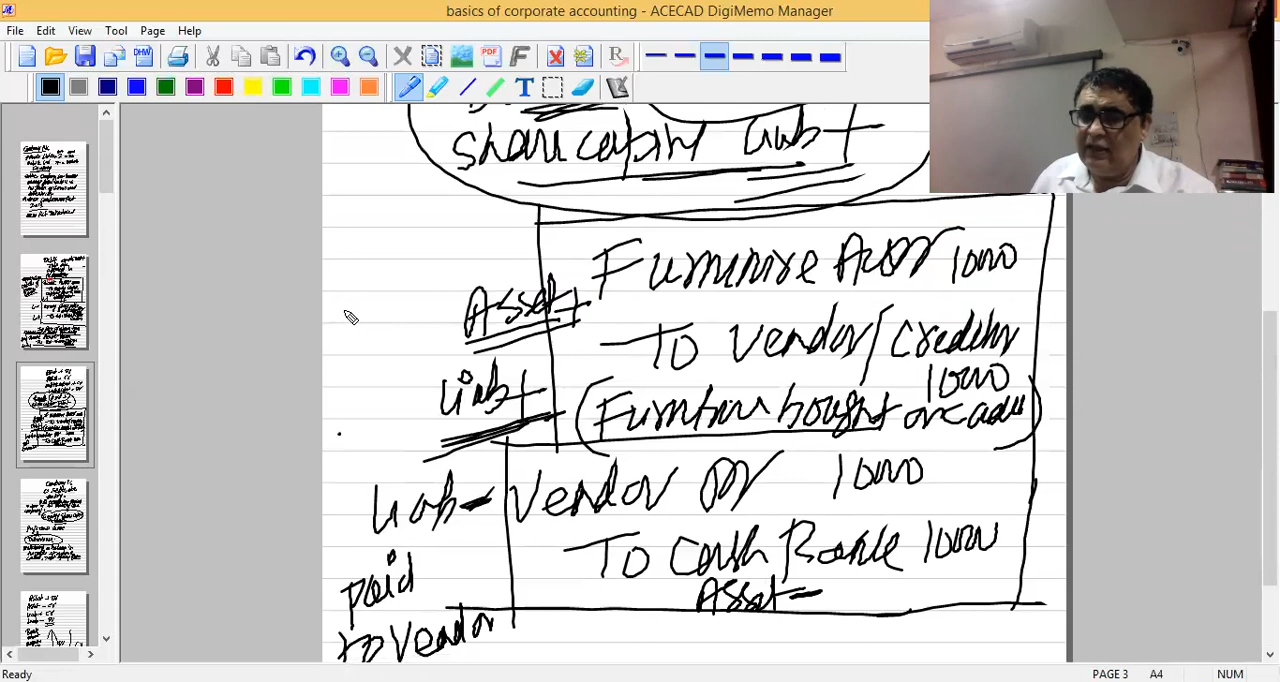 basics of corporate accounting - ACECAD DigiMemo Manager
File Edit View Tool Page Help
share capital Liab +
Furniture A/c Dr 1000
Asset +
To Vendor/Creditor
1000
Liab +
(Furniture bought on
Liab - Vendor Dr 1000
To Cash Bank 1000
paid
Asset -
to Vendor
Ready PAGE 3 A4 NUM